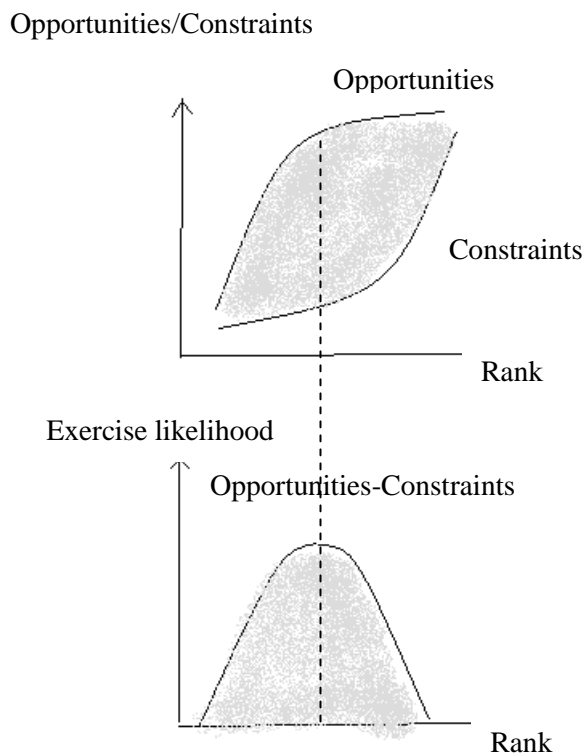 Opportunities/Constraints
Opportunities
Constraints
Rank
Exercise likelihood
Opportunities-Constraints
Rank